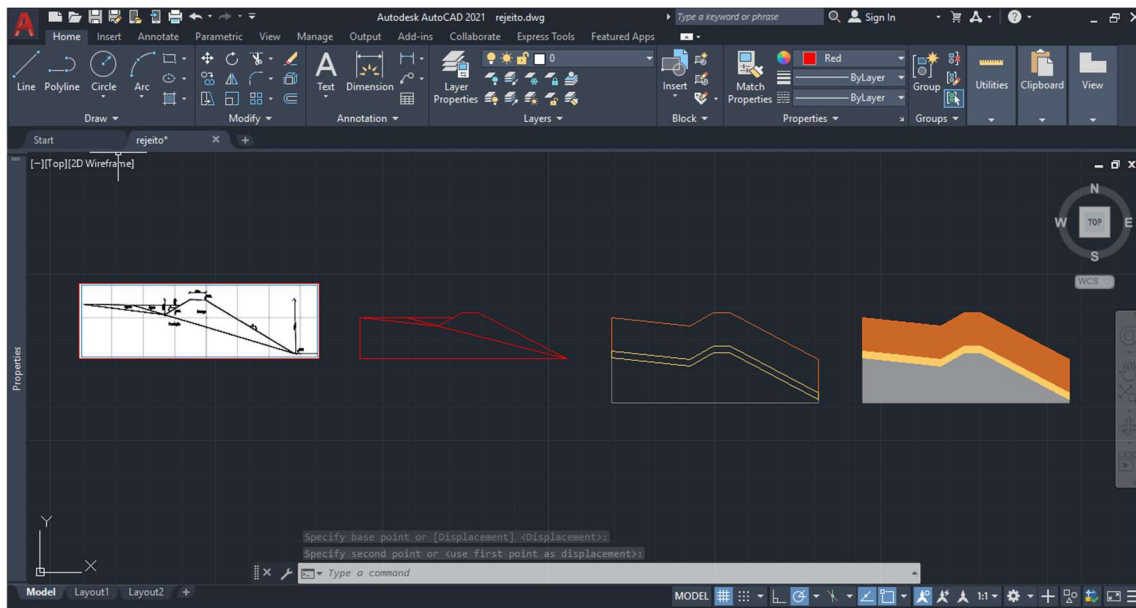 A
Autodesk AutoCAD 2021 rejeito.dwg
Type a keyword or phrase
Sign In
Home Insert Annotate Parametric View Manage Output Add-ins Collaborate Express Tools Featured Apps
Line Polyline Circle Arc
Text Dimension
Layer Properties
0
Insert
Match Properties
Red
ByLayer
ByLayer
Group
Utilities Clipboard View
Draw Modify Annotation Layers Block Properties Groups
Start rejeito* +
[−][Top][2D Wireframe]
N
W TOP E
S
WCS
Properties
Y
X
Specify base point or [Displacement] <Displacement>:
Specify second point or <use first point as displacement>:
Type a command
Model Layout1 Layout2 +
MODEL 1:1